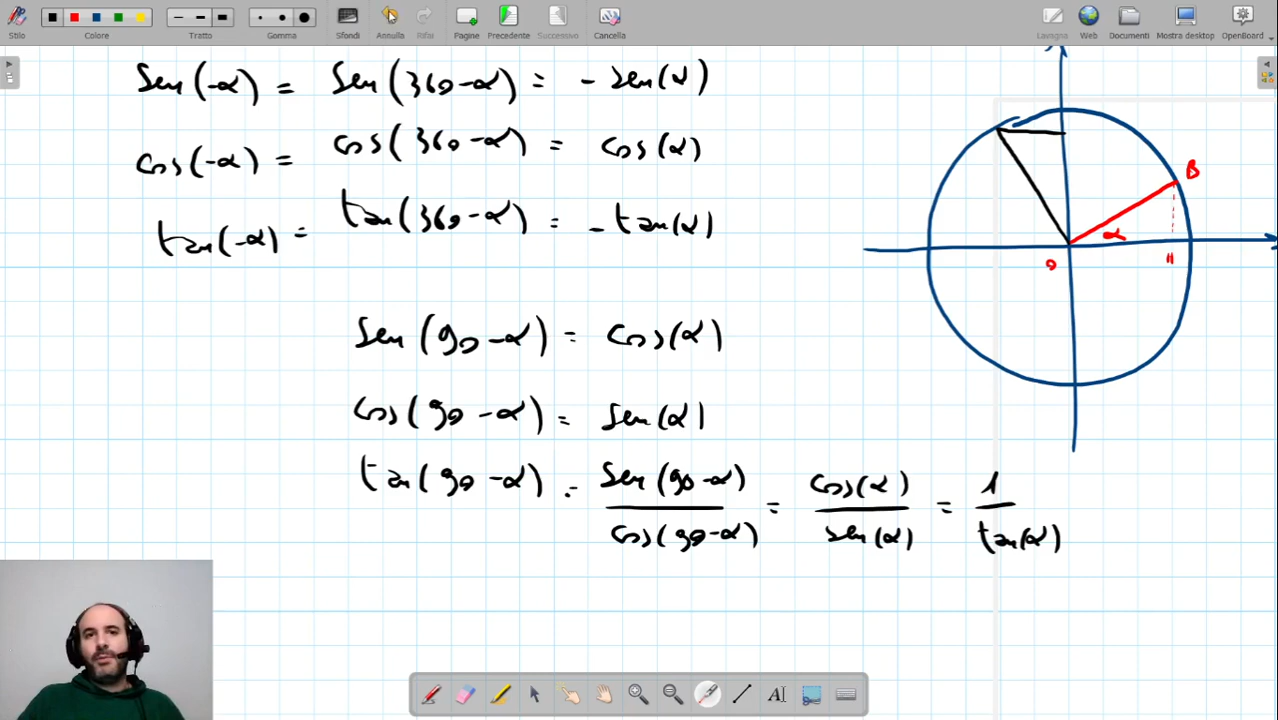 Stilo Colore Tratto Gomma Sfondi Annulla Rifai Pagine Precedente Successivo Cancella Lavagna Web Documenti Mostra desktop OpenBoard
Sen(-α) = Sen(360-α) = - sen(α)
cos(-α) = cos(360-α) = cos(α)
tan(-α) = tan(360-α) = - tan(α)
B
α
O H
Sen(90-α) = cos(α)
cos(90-α) = sen(α)
tan(90-α) = sen(90-α)/cos(90-α) = cos(α)/sen(α) = 1/tan(α)